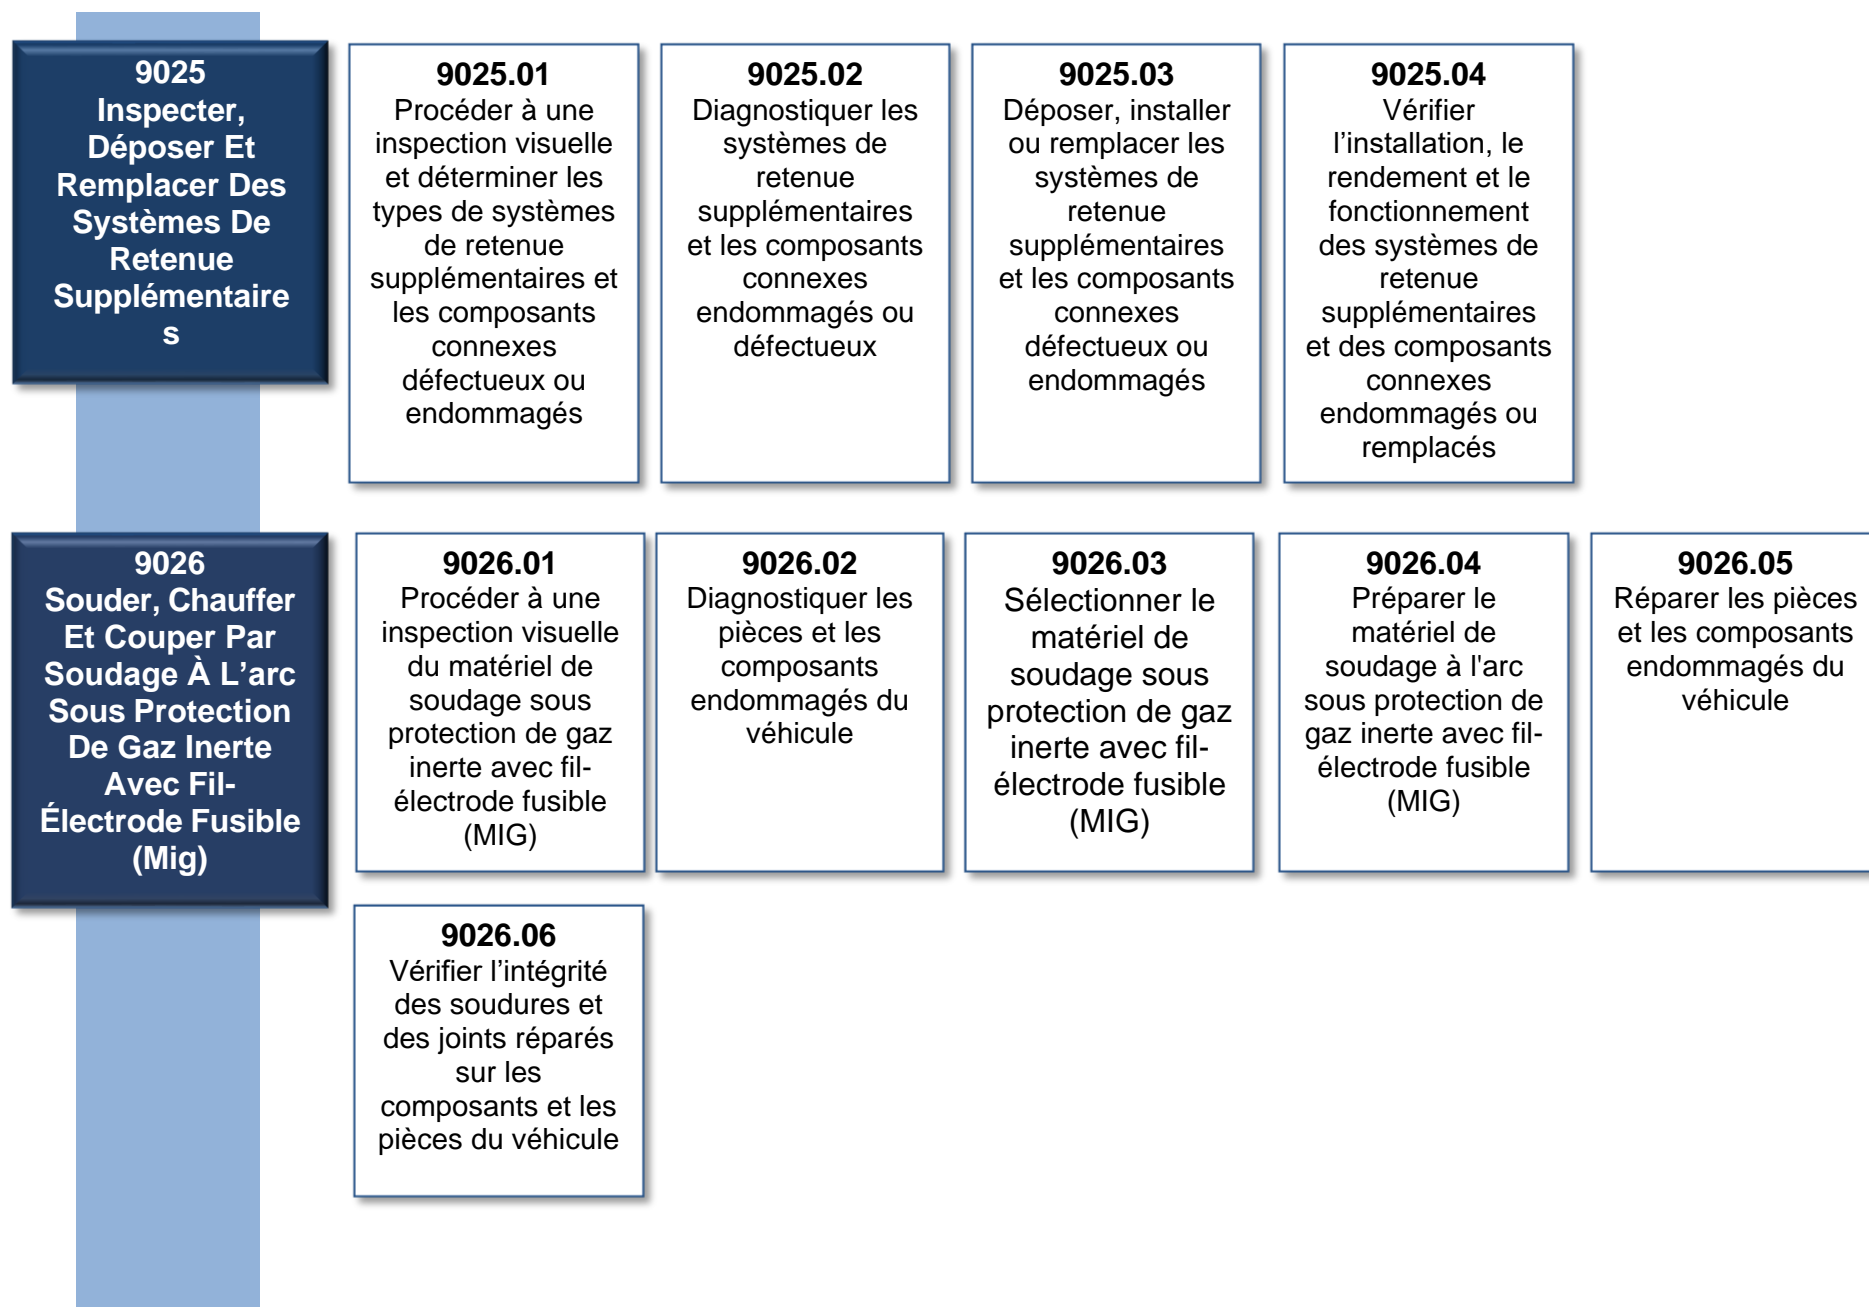 9025
Inspecter,
Déposer Et
Remplacer Des
Systèmes De
Retenue
Supplémentaire
s
9025.01
Procéder à une
inspection visuelle
et déterminer les
types de systèmes
de retenue
supplémentaires et
les composants
connexes
défectueux ou
endommagés
9025.02
Diagnostiquer les
systèmes de
retenue
supplémentaires
et les composants
connexes
endommagés ou
défectueux
9025.03
Déposer, installer
ou remplacer les
systèmes de
retenue
supplémentaires
et les composants
connexes
défectueux ou
endommagés
9025.04
Vérifier
l’installation, le
rendement et le
fonctionnement
des systèmes de
retenue
supplémentaires
et des composants
connexes
endommagés ou
remplacés
9026
Souder, Chauffer
Et Couper Par
Soudage À L’arc
Sous Protection
De Gaz Inerte
Avec Fil-
Électrode Fusible
(Mig)
9026.01
Procéder à une
inspection visuelle
du matériel de
soudage sous
protection de gaz
inerte avec fil-
électrode fusible
(MIG)
9026.02
Diagnostiquer les
pièces et les
composants
endommagés du
véhicule
9026.03
Sélectionner le
matériel de
soudage sous
protection de gaz
inerte avec fil-
électrode fusible
(MIG)
9026.04
Préparer le
matériel de
soudage à l'arc
sous protection de
gaz inerte avec fil-
électrode fusible
(MIG)
9026.05
Réparer les pièces
et les composants
endommagés du
véhicule
9026.06
Vérifier l’intégrité
des soudures et
des joints réparés
sur les
composants et les
pièces du véhicule